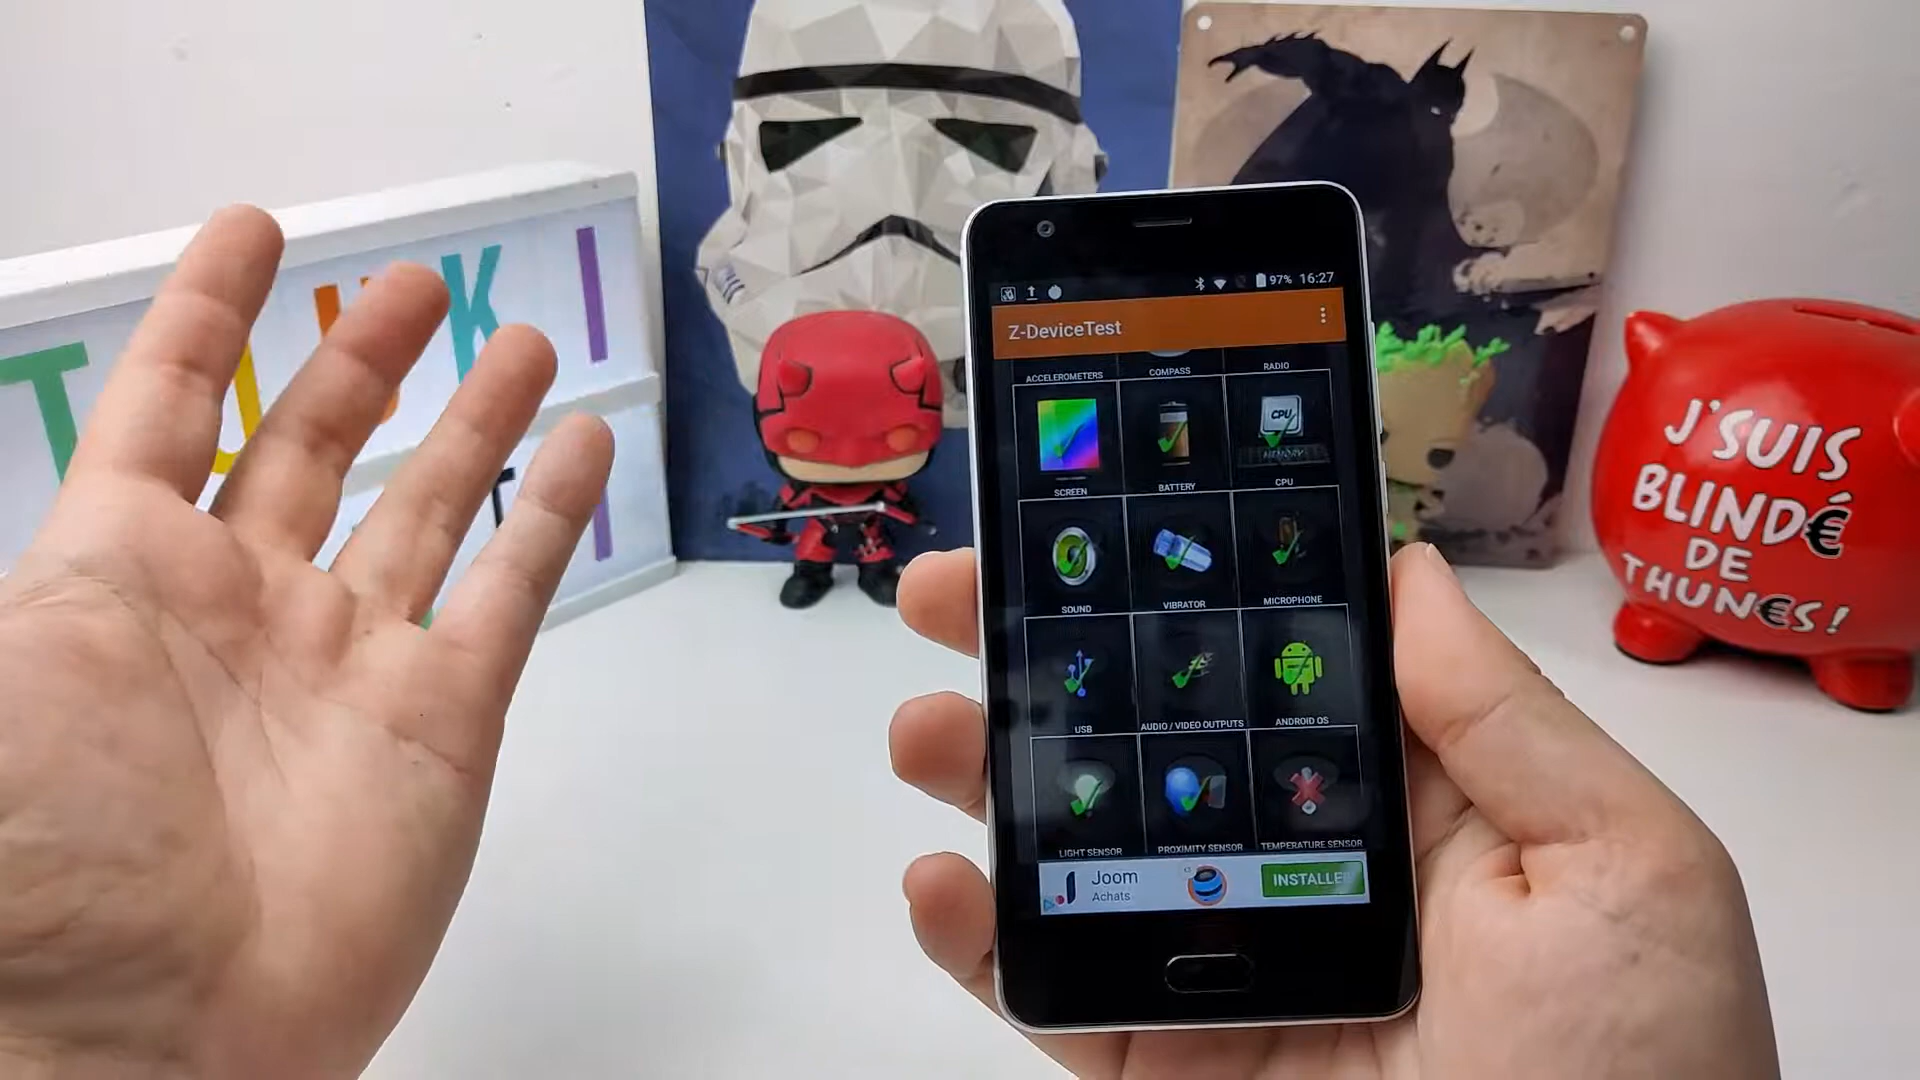 T U U K I
T I
97% 16:27
Z-DeviceTest
ACCELEROMETERS COMPASS RADIO
CPU
MEMORY
SCREEN BATTERY CPU
SOUND VIBRATOR MICROPHONE
USB AUDIO / VIDEO OUTPUTS ANDROID OS
LIGHT SENSOR PROXIMITY SENSOR TEMPERATURE SENSOR
Joom
Achats
INSTALLER
J'SUIS
BLINDÉ
DE
THUN€S!